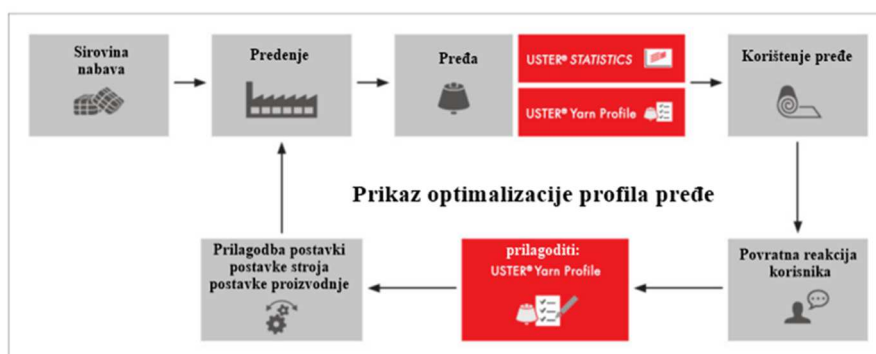 Sirovina
nabava
Predenje
Pređa
USTER® STATISTICS
USTER® Yarn Profile
Korištenje pređe
Prikaz optimalizacije profila pređe
Prilagodba postavki
postavke stroja
postavke proizvodnje
prilagoditi:
USTER® Yarn Profile
Povratna reakcija
korisnika